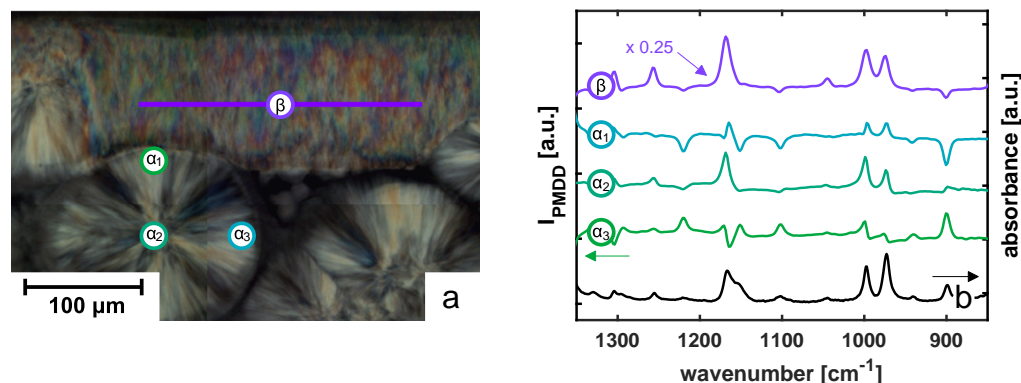 β
α1
α2
α3
100 µm
a
x 0.25
β
α1
α2
α3
b
IPMDD [a.u.]
absorbance [a.u.]
1300 1200 1100 1000 900
wavenumber [cm-1]